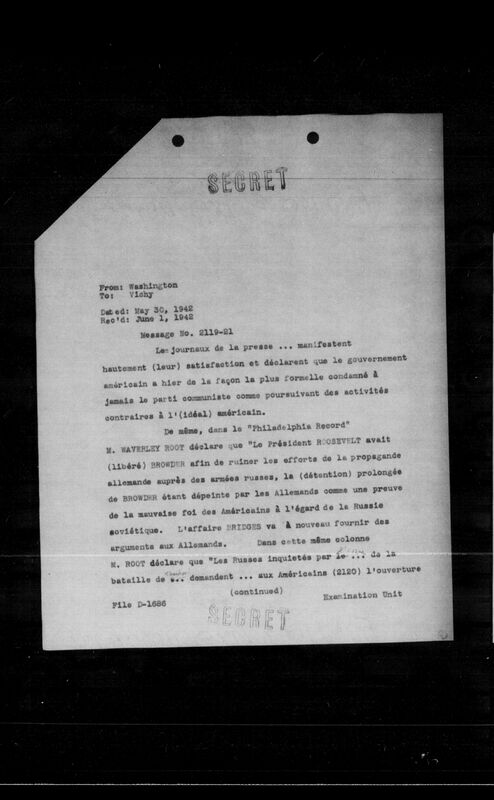 SECRET
From: Washington
To: Vichy
Dated: May 30, 1942
Rec'd: June 1, 1942
Message No. 2119-21
Les journaux de la presse ... manifestent
hautement (leur) satisfaction et déclarent que le gouvernement
américain a hier de la façon la plus formelle condamné à
jamais le parti communiste comme poursuivant des activités
contraires à l'(idéal) américain.
De même, dans le "Philadelphia Record"
M. WAVERLEY ROOT déclare que "Le Président ROOSEVELT avait
(libéré) BROWDER afin de ruiner les efforts de la propagande
allemande auprès des armées russes, la (détention) prolongée
de BROWDER étant dépeinte par les Allemands comme une preuve
de la mauvaise foi des Américains à l'égard de la Russie
soviétique. L'affaire BRIDGES va à nouveau fournir des
arguments aux Allemands. Dans cette même colonne
M. ROOT déclare que "Les Russes inquiétés par ... de la
bataille de ... demandent ... aux Américains (2120) l'ouverture
(continued)
File D-1686
Examination Unit
SECRET